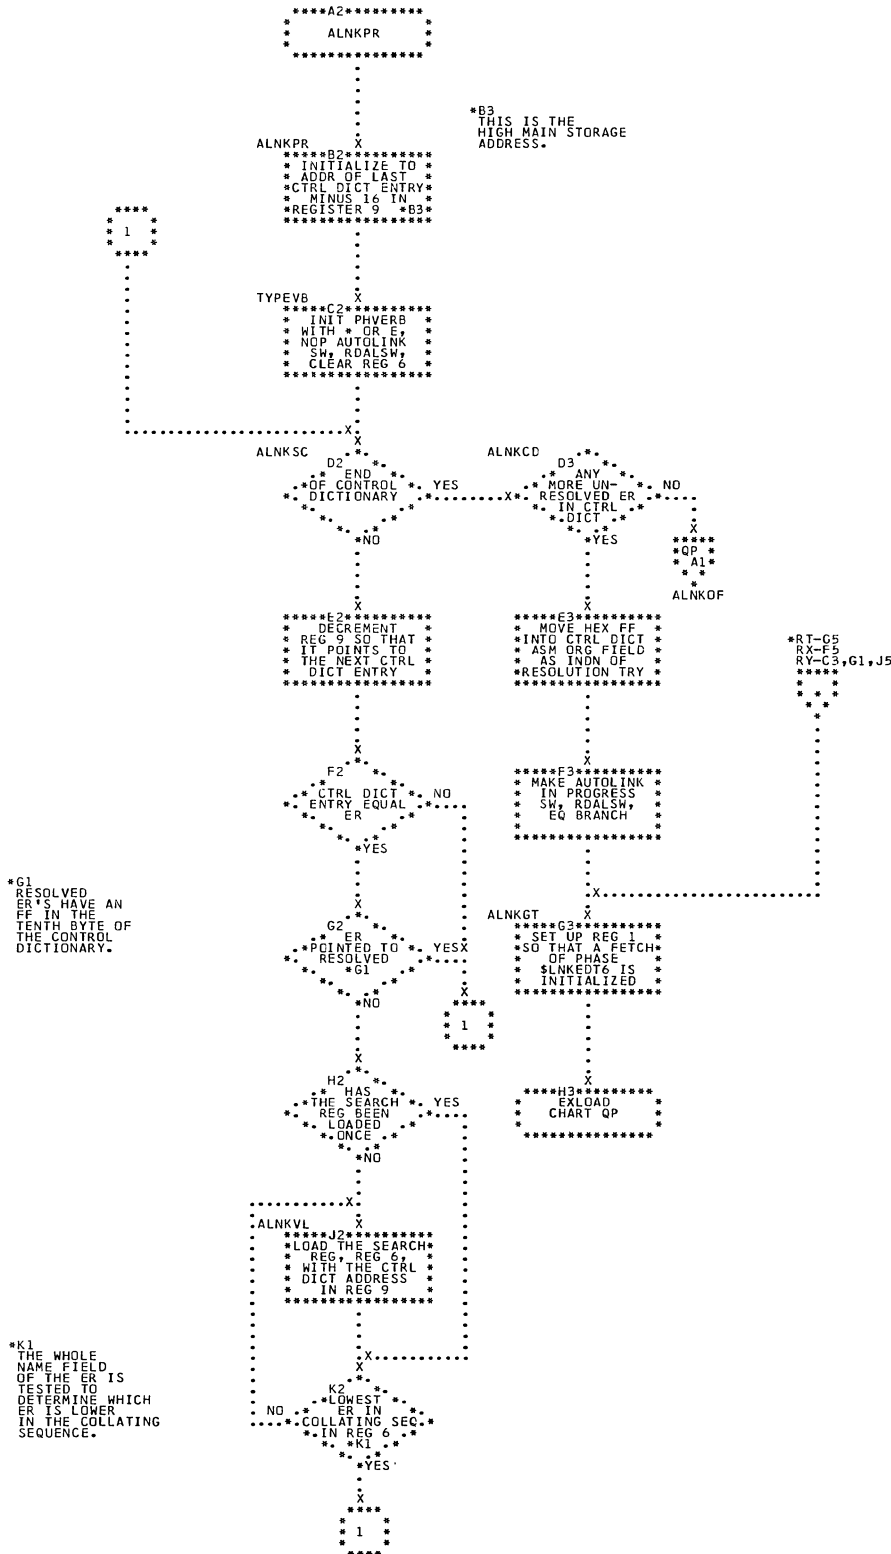 A2
ALNKPR
*B3
THIS IS THE
HIGH MAIN STORAGE
ADDRESS.
ALNKPR
B2
INITIALIZE TO
ADDR OF LAST
CTRL DICT ENTRY
MINUS 16 IN
REGISTER 9 *B3
1
TYPEVB
C2
INIT PHVERB
WITH * OR E,
NOP AUTOLINK
SW, RDALSW,
CLEAR REG 6
ALNKSC
D2
END
OF CONTROL
DICTIONARY
YES
NO
ALNKCD
D3
ANY
MORE UN-
RESOLVED ER
IN CTRL
DICT
NO
YES
QP
A1
ALNKOF
E2
DECREMENT
REG 9 SO THAT
IT POINTS TO
THE NEXT CTRL
DICT ENTRY
E3
MOVE HEX FF
INTO CTRL DICT
ASM ORG FIELD
AS INDN OF
RESOLUTION TRY
*RT-G5
RX-F5
RY-C3,G1,J5
F2
CTRL DICT
ENTRY EQUAL
ER
NO
YES
F3
MAKE AUTOLINK
IN PROGRESS
SW, RDALSW,
EQ BRANCH
*G1
RESOLVED
ER'S HAVE AN
FF IN THE
TENTH BYTE OF
THE CONTROL
DICTIONARY.
G2
ER
POINTED TO
RESOLVED
*G1
YES
NO
ALNKGT
G3
SET UP REG 1
SO THAT A FETCH
OF PHASE
$LNKEDT6 IS
INITIALIZED
1
H2
HAS
THE SEARCH
REG BEEN
LOADED
ONCE
YES
NO
H3
EXLOAD
CHART QP
ALNKVL
J2
LOAD THE SEARCH
REG, REG 6,
WITH THE CTRL
DICT ADDRESS
IN REG 9
*K1
THE WHOLE
NAME FIELD
OF THE ER IS
TESTED TO
DETERMINE WHICH
ER IS LOWER
IN THE COLLATING
SEQUENCE.
K2
LOWEST
ER IN
COLLATING SEQ
IN REG 6
*K1
NO
YES
1